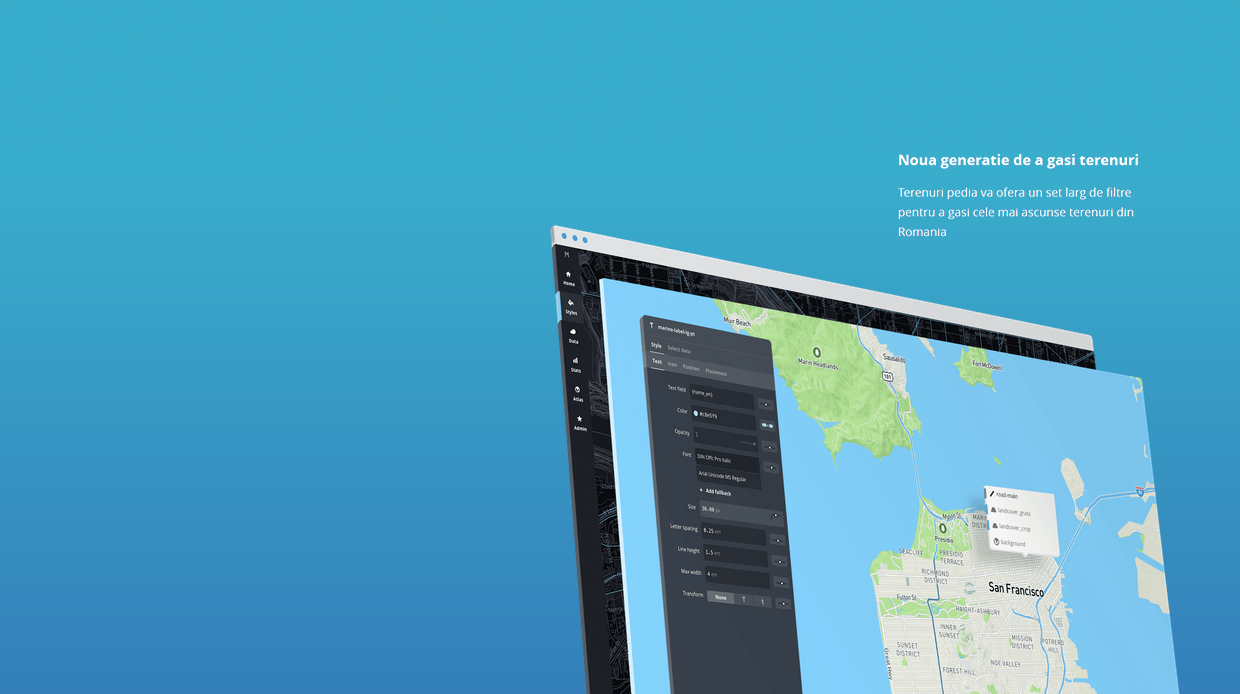 Noua generatie de a gasi terenuri
Terenuri pedia va ofera un set larg de filtre
pentru a gasi cele mai ascunse terenuri din
Romania
M
Home
Styles
Data
Stats
Atlas
Admin
T marine-label-lg-pt
Style Select data
Text Icon Position Placement
Text field {name_en}
Color #c8e5f9
Opacity 1
Font DIN Offc Pro Italic
Arial Unicode MS Regular
+ Add fallback
Size 30.00 px
Letter spacing 0.25 em
Line height 1.5 em
Max width 4 em
Transform None T
Muir Beach
Marin Headlands
Sausalito
101
Fort McDowell
road-main
landcover_grass
landcover_crop
background
Presidio
SEACLIFF
PRESIDIO
TERRACE
RICHMOND
DISTRICT
San Francisco
Fulton St
HAIGHT-ASHBURY
INNER
SUNSET
SUNSET
DISTRICT
MISSION
DISTRICT
POTRERO
HILL
NOE VALLEY
FOREST HILL
Great Hwy